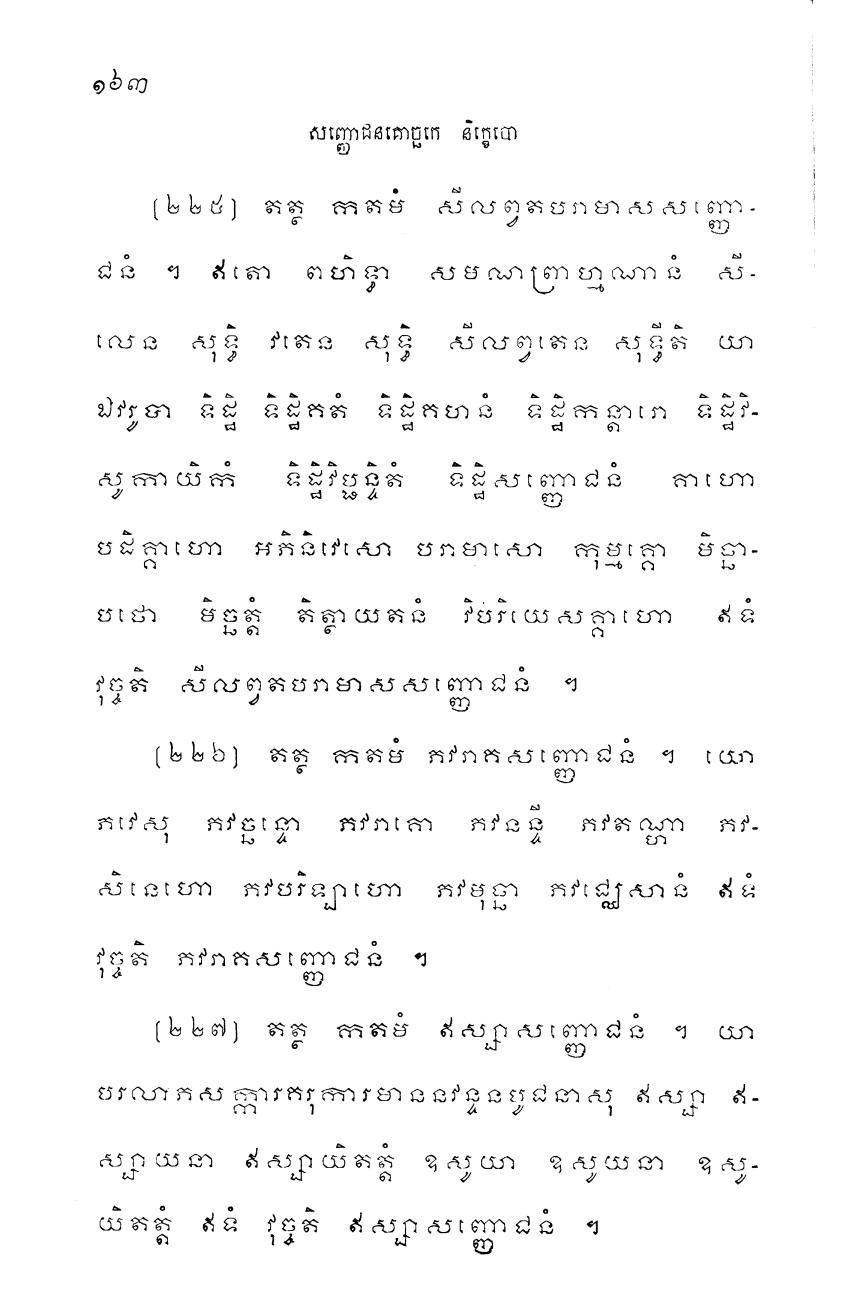 ១៦៣
សញ្ញោជនគោច្ឆកេ និក្ខេបោ
(២២៥) តត្ថ កតមំ សីលព្វតបរាមាសសញ្ញោ-
ជនំ ។ ឥតោ ពហិទ្ធា សមណព្រាហ្មណានំ សី-
លេន សុទ្ធិ វតេន សុទ្ធិ សីលព្វតេន សុទ្ធីតិ យា
ឯវរូបា ទិដ្ឋិ ទិដ្ឋិគតំ ទិដ្ឋិគហនំ ទិដ្ឋិកន្តារោ ទិដ្ឋិវិ-
សូកាយិកំ ទិដ្ឋិវិប្ផន្ទិតំ ទិដ្ឋិសញ្ញោជនំ គាហោ
បដិគ្គាហោ អភិនិវេសោ បរាមាសោ កុម្មគ្គោ មិច្ឆា-
បថោ មិច្ឆត្តំ តិត្ថាយតនំ វិបរិយេសគ្គាហោ ឥទំ
វុច្ចតិ សីលព្វតបរាមាសសញ្ញោជនំ ។
(២២៦) តត្ថ កតមំ ភវរាគសញ្ញោជនំ ។ យោ
ភវេសុ ភវច្ឆន្ទោ ភវរាគោ ភវនន្ទី ភវតណ្ហា ភវ-
សិនេហោ ភវបរិឡាហោ ភវមុច្ឆា ភវជ្ឈោសានំ ឥទំ
វុច្ចតិ ភវរាគសញ្ញោជនំ ។
(២២៧) តត្ថ កតមំ ឥស្សាសញ្ញោជនំ ។ យា
បរលាភសក្ការគរុការមាននវន្ទនបូជនាសុ ឥស្សា ឥ-
ស្សាយនា ឥស្សាយិតត្តំ ឧសូយា ឧសូយនា ឧសូ-
យិតត្តំ ឥទំ វុច្ចតិ ឥស្សាសញ្ញោជនំ ។